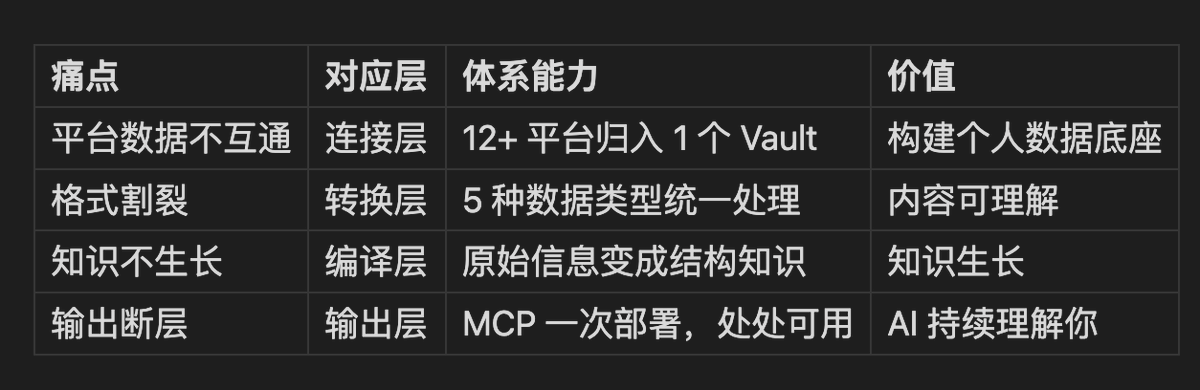 痛点 对应层 体系能力 价值
平台数据不互通 连接层 12+ 平台归入 1 个 Vault 构建个人数据底座
格式割裂 转换层 5 种数据类型统一处理 内容可理解
知识不生长 编译层 原始信息变成结构知识 知识生长
输出断层 输出层 MCP 一次部署，处处可用 AI 持续理解你